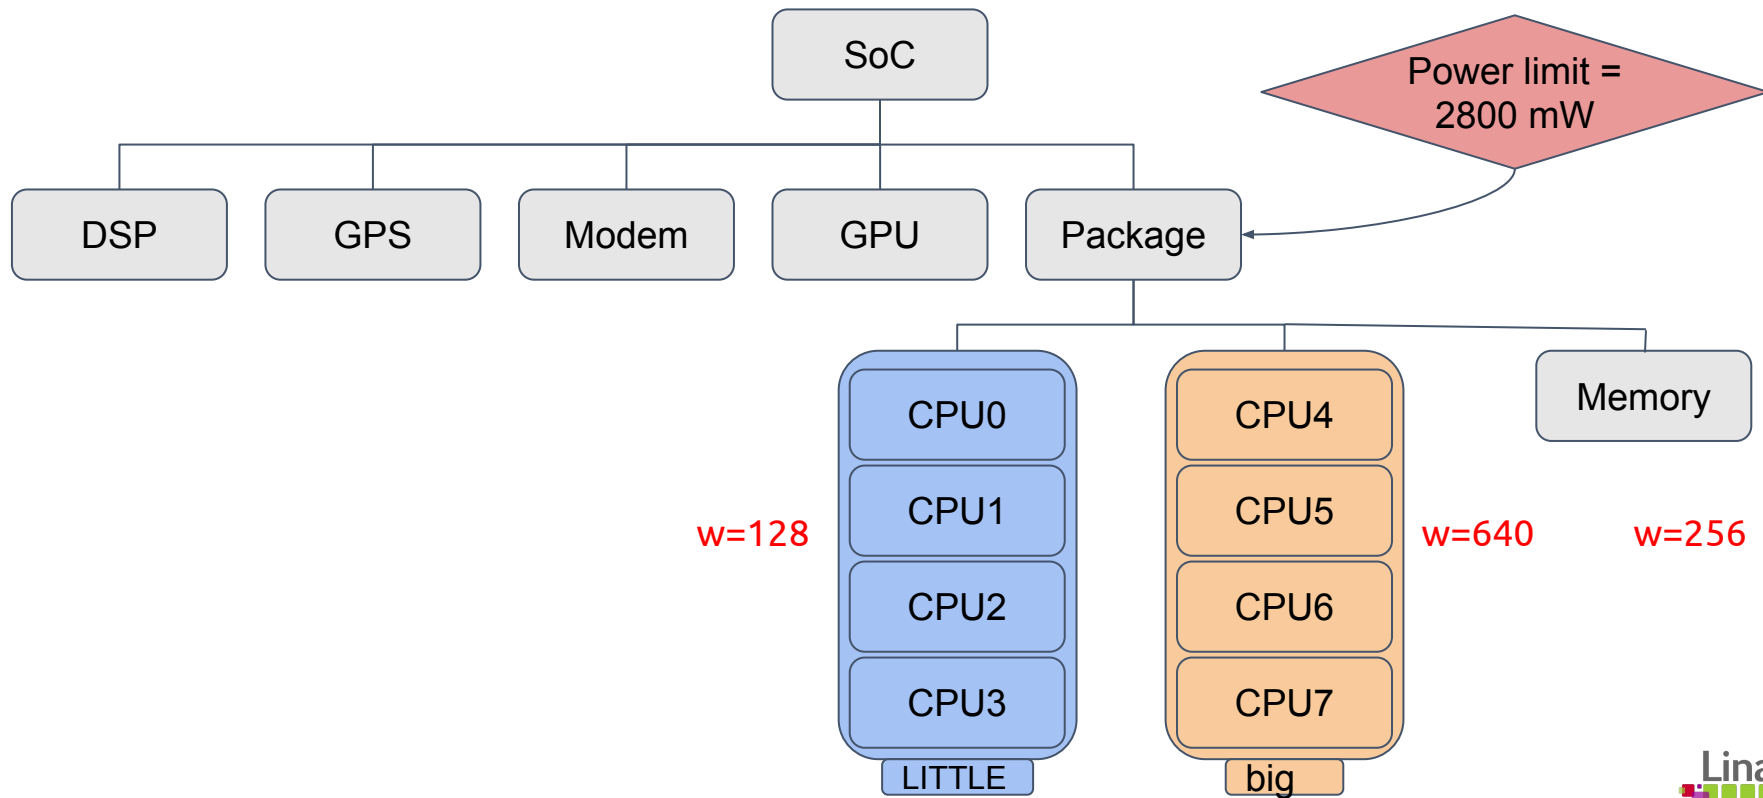 SoC
Power limit =
2800 mW
DSP
GPS
Modem
GPU
Package
CPU0
CPU4
Memory
CPU1
CPU5
w=128
w=640
w=256
CPU2
CPU6
CPU3
CPU7
LITTLE
big